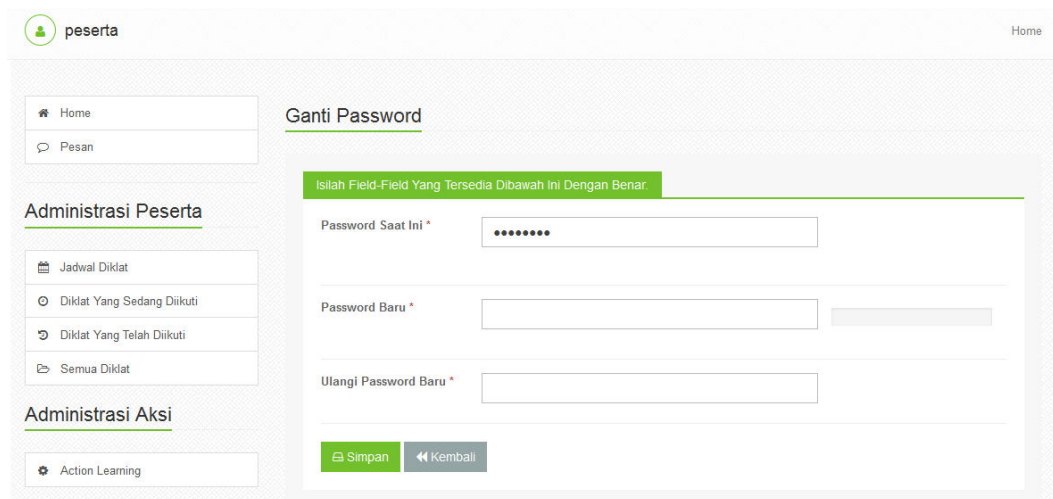 peserta
Home
Home
Pesan
Administrasi Peserta
Jadwal Diklat
Diklat Yang Sedang Diikuti
Diklat Yang Telah Diikuti
Semua Diklat
Administrasi Aksi
Action Learning
Ganti Password
Isilah Field-Field Yang Tersedia Dibawah Ini Dengan Benar.
Password Saat Ini *
••••••••
Password Baru *
Ulangi Password Baru *
Simpan
Kembali